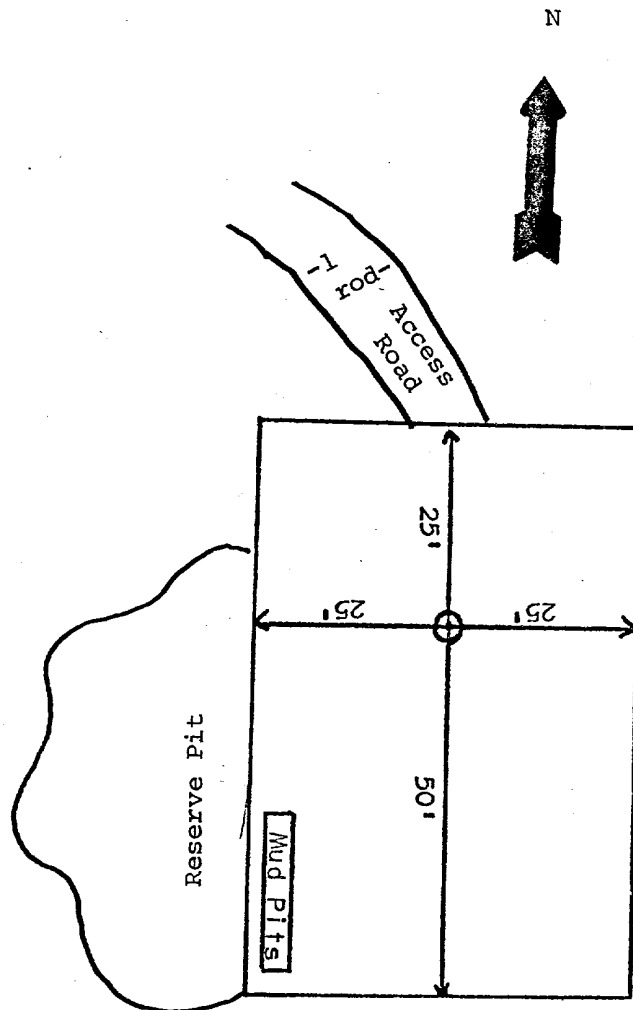 N
-1
rod-
Access
Road
25'
25'
25'
50'
Reserve Pit
Mud Pits